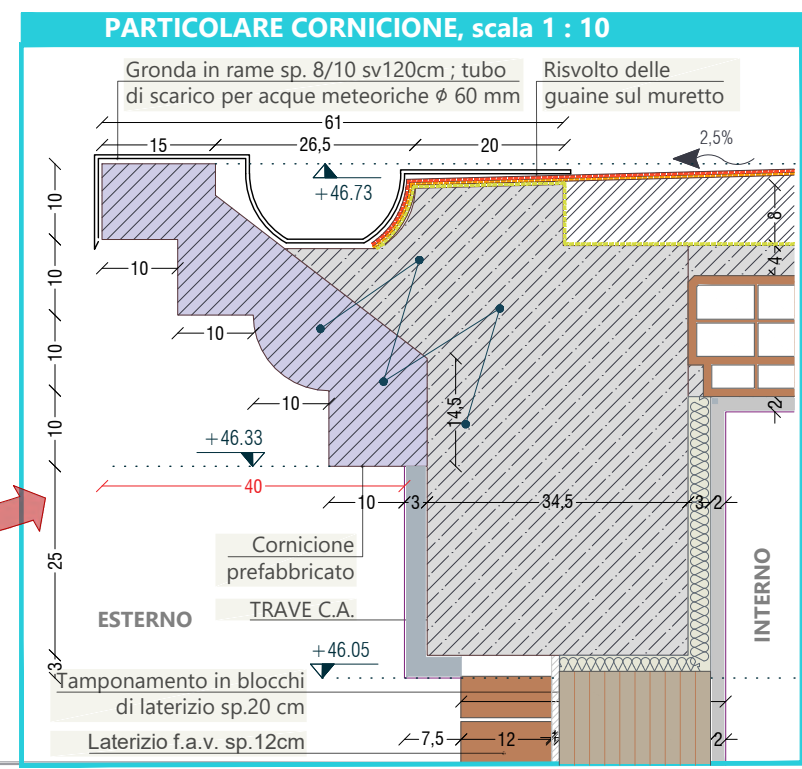 PARTICOLARE CORNICIONE, scala 1 : 10
Gronda in rame sp. 8/10 sv120cm ; tubo
di scarico per acque meteoriche ϕ 60 mm
Risvolto delle
guaine sul muretto
61
15
26,5
20
2,5%
+46.73
10
10
10
10
10
10
10
8
4
14,5
2
+46.33
40
10
3
34,5
3
2
25
Cornicione
prefabbricato
TRAVE C.A.
ESTERNO
INTERNO
+46.05
3
Tamponamento in blocchi
di laterizio sp.20 cm
Laterizio f.a.v. sp.12cm
7,5
12
2